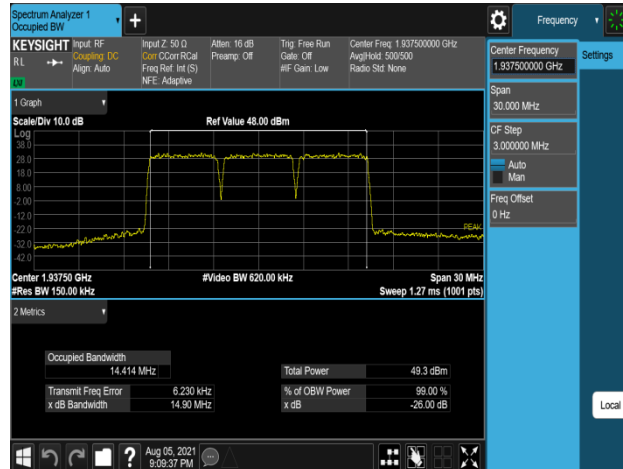 Spectrum Analyzer 1
Occupied BW
Frequency
KEYSIGHT
Input: RF
Input Z: 50 Ω
Atten: 16 dB
Trig: Free Run
Center Freq: 1.937500000 GHz
RL
Coupling: DC
Corr CCorr RCal
Preamp: Off
Gate: Off
Avg|Hold: 500/500
Align: Auto
Freq Ref: Int (S)
#IF Gain: Low
Radio Std: None
NFE: Adaptive
Center Frequency
1.937500000 GHz
Settings
Span
30.000 MHz
CF Step
3.000000 MHz
Auto
Man
Freq Offset
0 Hz
1 Graph
Scale/Div 10.0 dB
Ref Value 48.00 dBm
Log
38.0
28.0
18.0
8.00
-2.00
-12.0
-22.0
-32.0
-42.0
PEAK
Center 1.93750 GHz
#Video BW 620.00 kHz
Span 30 MHz
#Res BW 150.00 kHz
Sweep 1.27 ms (1001 pts)
2 Metrics
Occupied Bandwidth
14.414 MHz
Total Power
49.3 dBm
Transmit Freq Error
6.230 kHz
% of OBW Power
99.00 %
x dB Bandwidth
14.90 MHz
x dB
-26.00 dB
Local
?
Aug 05, 2021
9:09:37 PM